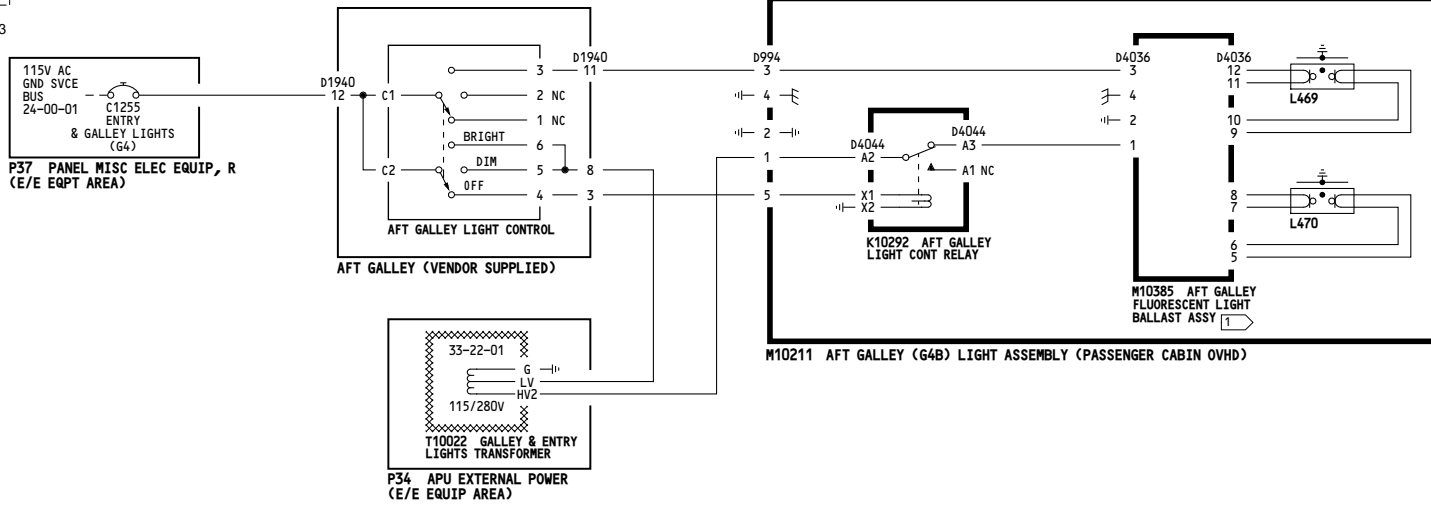 3
115V AC
GND SVCE
BUS
24-00-01
C1255
ENTRY
& GALLEY LIGHTS
(G4)
P37 PANEL MISC ELEC EQUIP, R
(E/E EQPT AREA)
D1940
12
C1
C2
3
2 NC
1 NC
BRIGHT
6
DIM
5
OFF
4
AFT GALLEY LIGHT CONTROL
D1940
11
8
3
AFT GALLEY (VENDOR SUPPLIED)
33-22-01
G
LV
HV2
115/280V
T10022 GALLEY & ENTRY
LIGHTS TRANSFORMER
P34 APU EXTERNAL POWER
(E/E EQUIP AREA)
D994
3
4
2
1
5
D4044
A2
X1
X2
D4044
A3
A1 NC
K10292 AFT GALLEY
LIGHT CONT RELAY
D4036
3
4
2
1
D4036
12
11
10
9
8
7
6
5
L469
L470
M10385 AFT GALLEY
FLUORESCENT LIGHT
BALLAST ASSY 1
M10211 AFT GALLEY (G4B) LIGHT ASSEMBLY (PASSENGER CABIN OVHD)